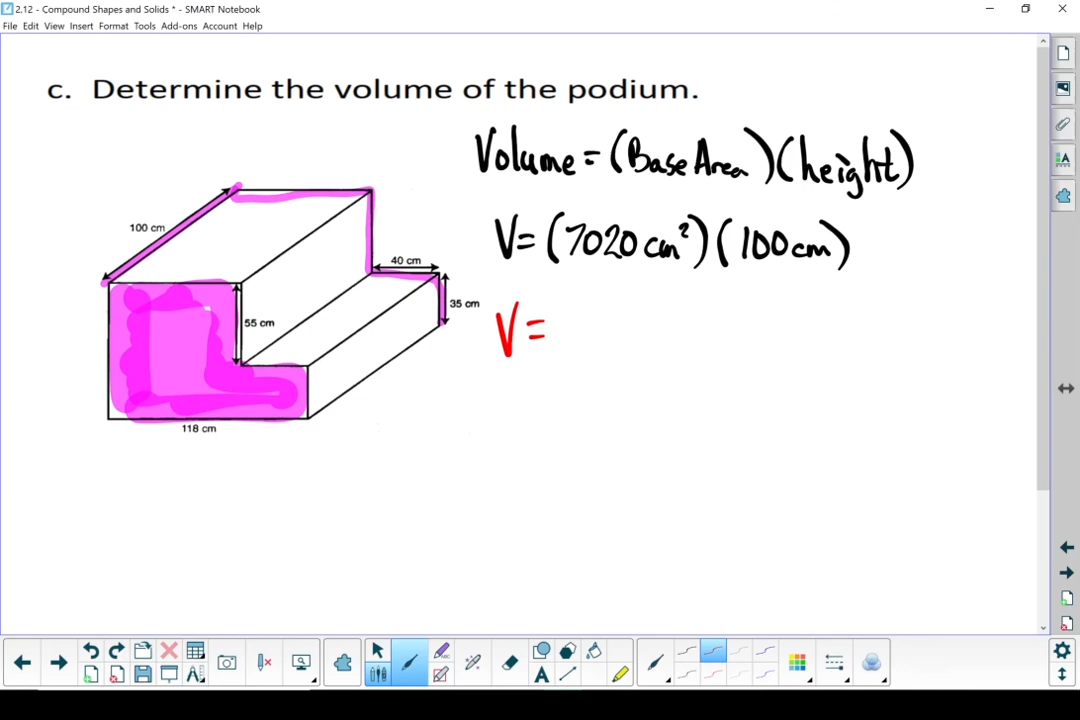 2.12 - Compound Shapes and Solids * - SMART Notebook
File Edit View Insert Format Tools Add-ons Account Help
c. Determine the volume of the podium.
Volume = (Base Area)(height)
100 cm
V= (7020 cm²)(100cm)
40 cm
35 cm
55 cm
V=
118 cm